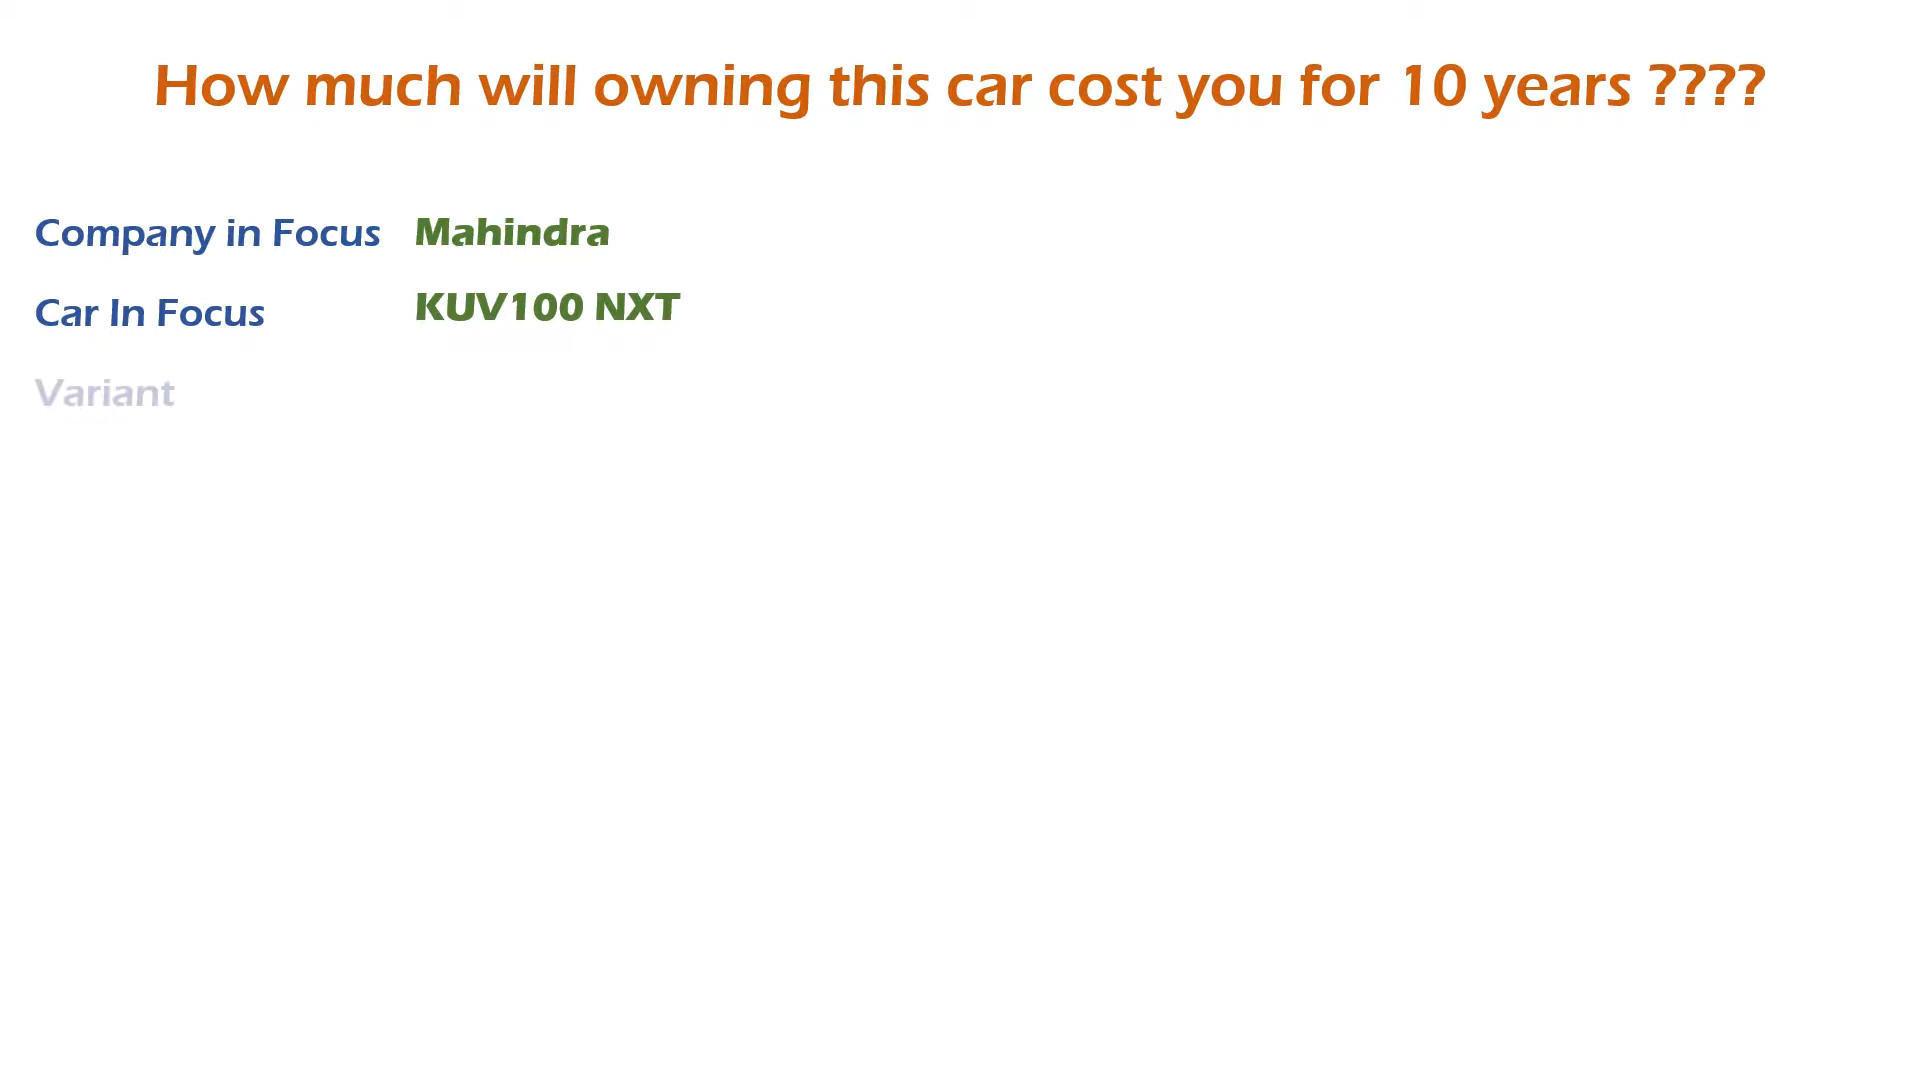 How much will owning this car cost you for 10 years ????
Company in Focus Mahindra
Car In Focus KUV100 NXT
Variant